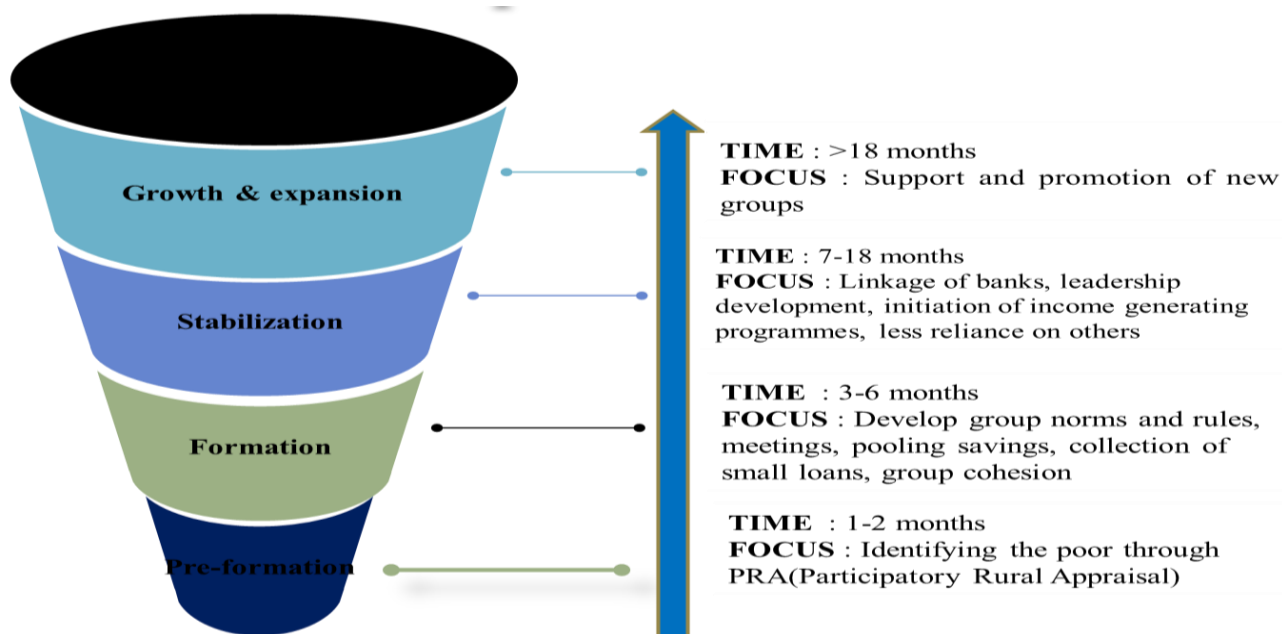 Growth & expansion
TIME : >18 months
FOCUS : Support and promotion of new
groups
Stabilization
TIME : 7-18 months
FOCUS : Linkage of banks, leadership
development, initiation of income generating
programmes, less reliance on others
Formation
TIME : 3-6 months
FOCUS : Develop group norms and rules,
meetings, pooling savings, collection of
small loans, group cohesion
Pre-formation
TIME : 1-2 months
FOCUS : Identifying the poor through
PRA(Participatory Rural Appraisal)